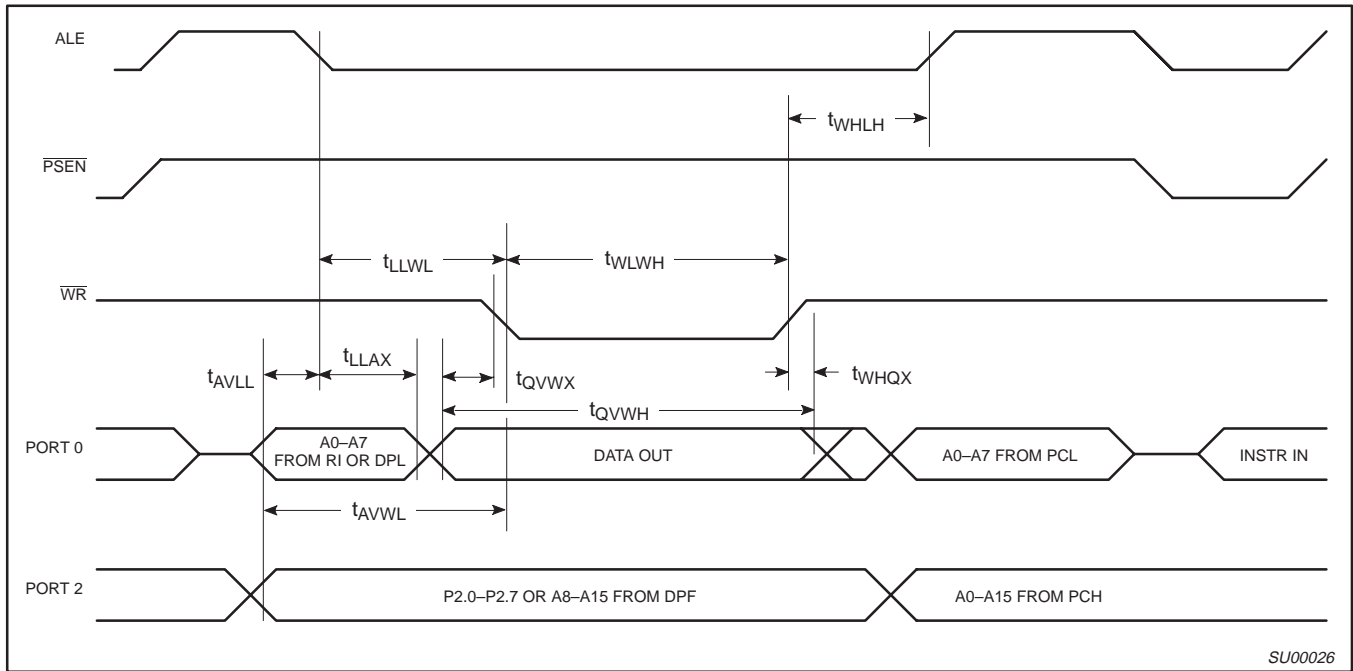 ALE
tWHLH
PSEN
tLLWL
tWLWH
WR
tAVLL
tLLAX
tQVWX
tWHQX
tQVWH
PORT 0
A0–A7
FROM RI OR DPL
DATA OUT
A0–A7 FROM PCL
INSTR IN
tAVWL
PORT 2
P2.0–P2.7 OR A8–A15 FROM DPF
A0–A15 FROM PCH
SU00026